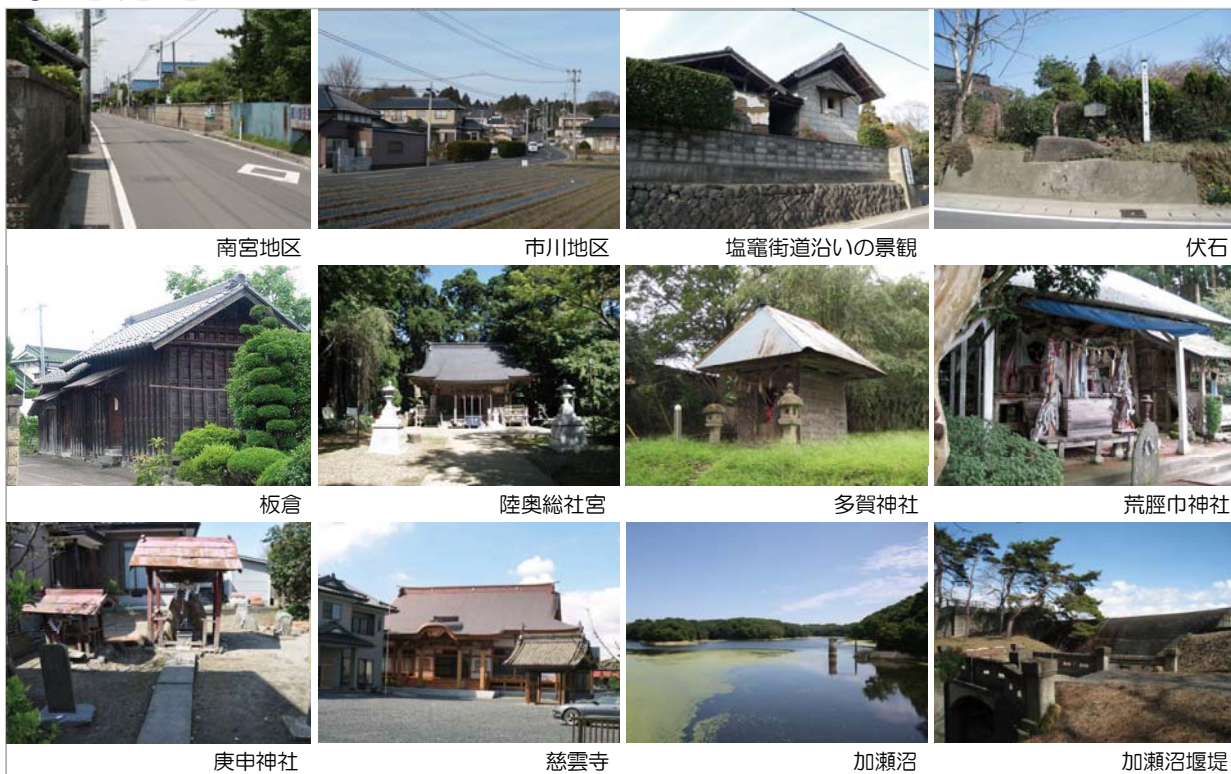 南宮地区
市川地区
塩竈街道沿いの景観
伏石
板倉
陸奥総社宮
多賀神社
荒脛巾神社
庚申神社
慈雲寺
加瀬沼
加瀬沼堰堤